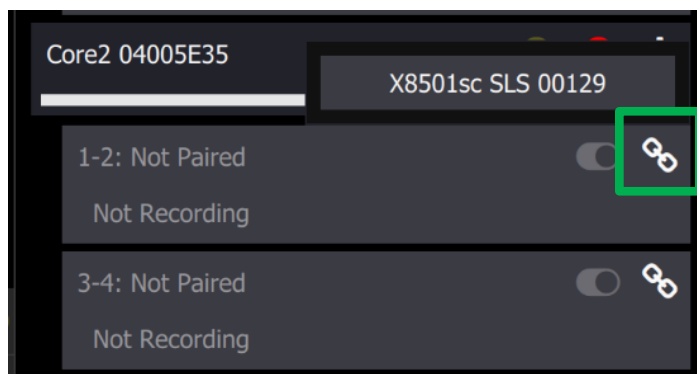 Core2 04005E35
X8501sc SLS 00129
1-2: Not Paired
Not Recording
3-4: Not Paired
Not Recording